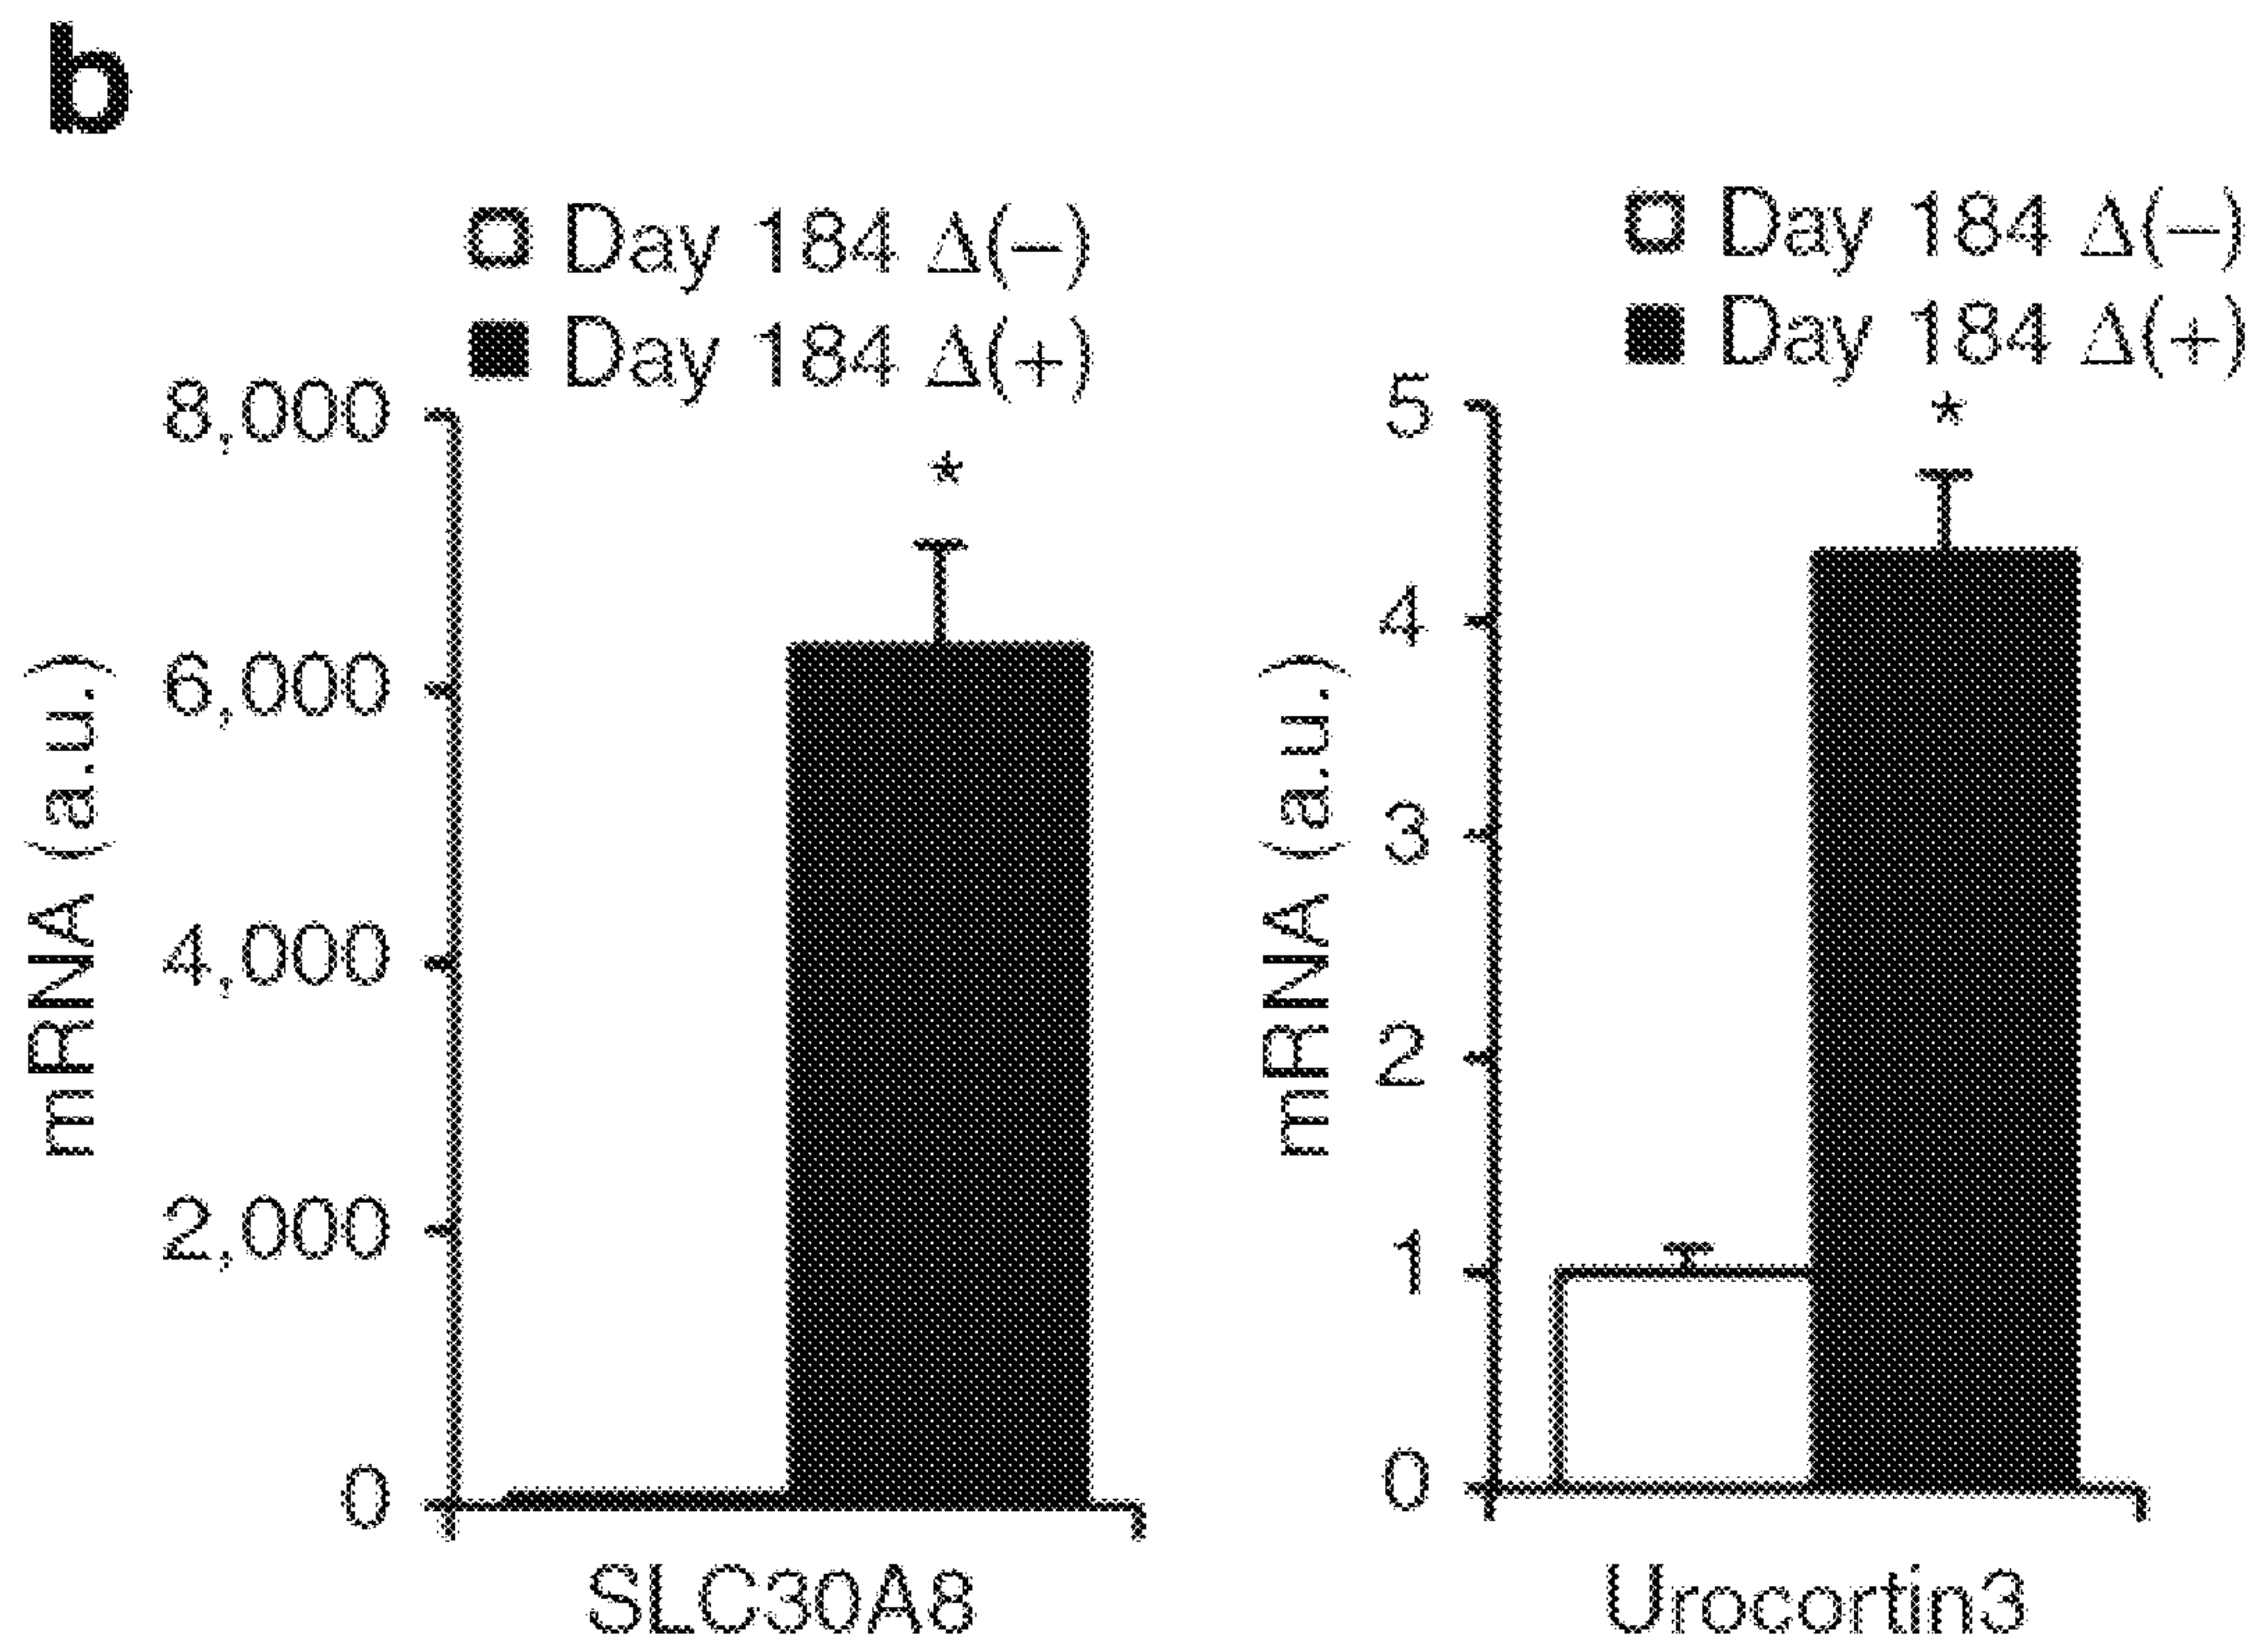 b
Day 184 Δ(−)
Day 184 Δ(+)
8,000
*
6,000
4,000
2,000
0
mRNA (a.u.)
SLC30A8
Day 184 Δ(−)
Day 184 Δ(+)
5
*
4
3
2
1
0
mRNA (a.u.)
Urocortin3